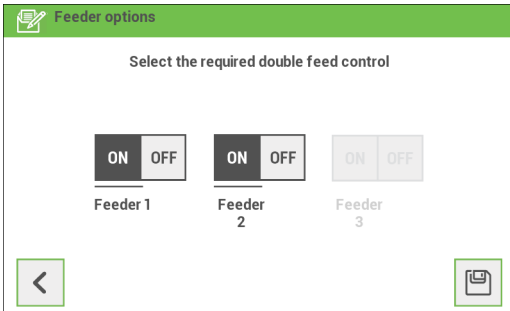 Feeder options
Select the required double feed control
ON OFF ON OFF ON OFF
Feeder 1 Feeder Feeder
2 3